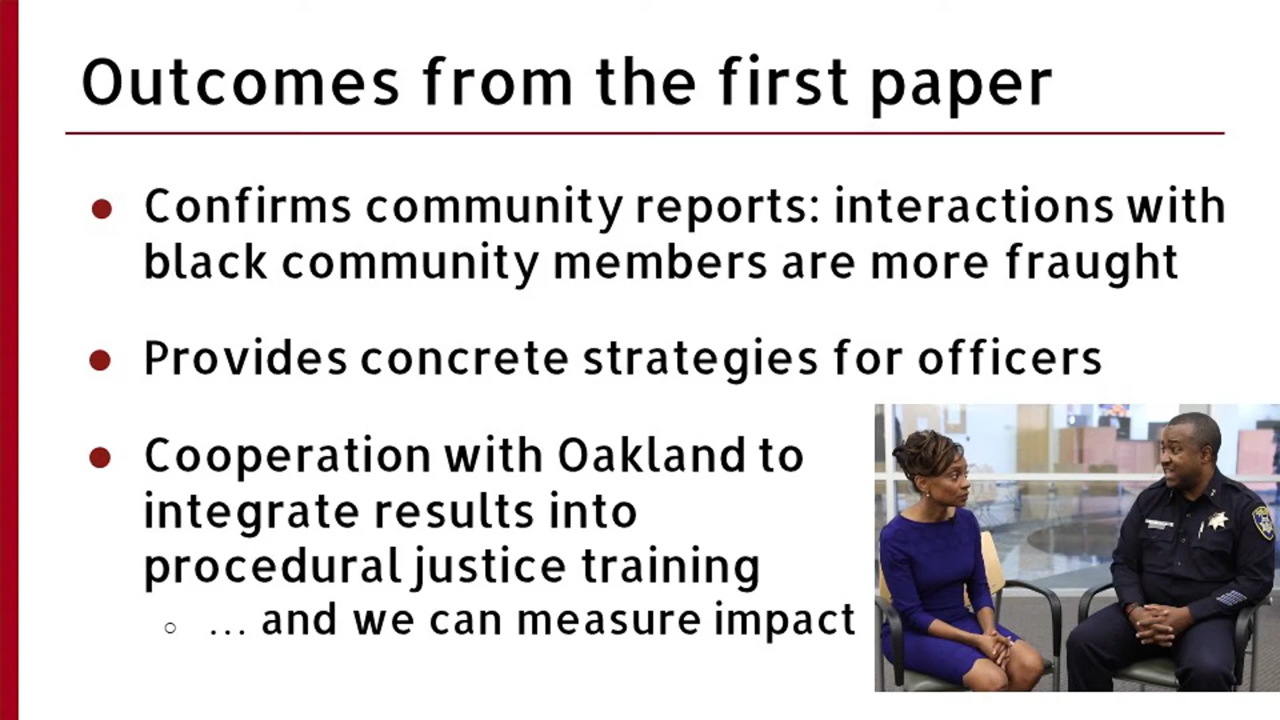 Outcomes from the first paper
Confirms community reports: interactions with
black community members are more fraught
Provides concrete strategies for officers
Cooperation with Oakland to
integrate results into
procedural justice training
... and we can measure impact